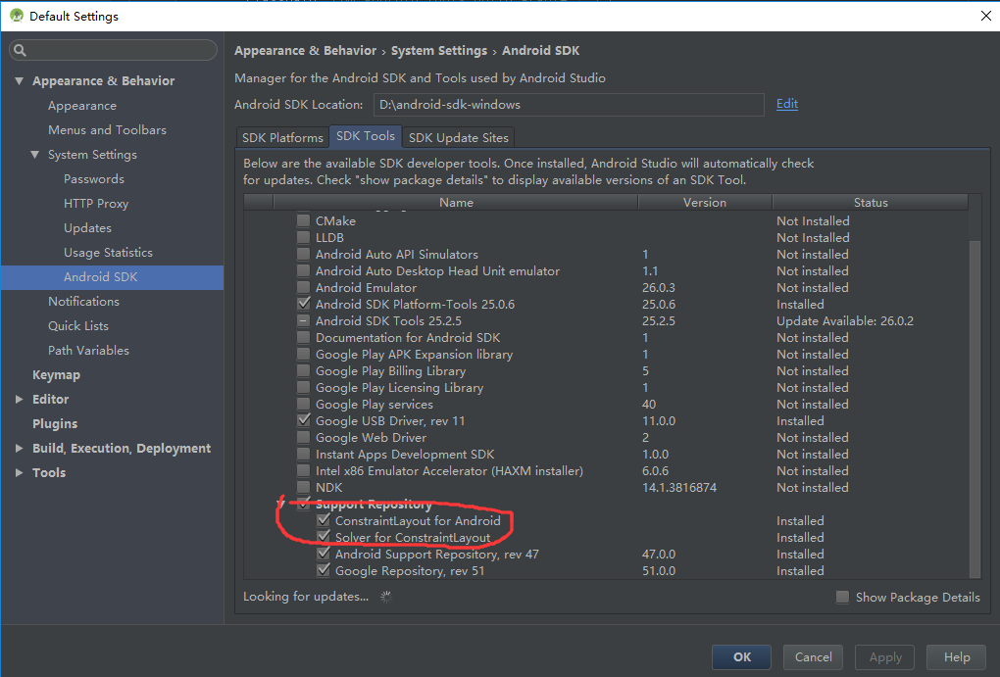 Default Settings
Appearance & Behavior
Appearance
Menus and Toolbars
System Settings
Passwords
HTTP Proxy
Updates
Usage Statistics
Android SDK
Notifications
Quick Lists
Path Variables
Keymap
Editor
Plugins
Build, Execution, Deployment
Tools
Appearance & Behavior › System Settings › Android SDK
Manager for the Android SDK and Tools used by Android Studio
Android SDK Location: D:\android-sdk-windows Edit
SDK Platforms SDK Tools SDK Update Sites
Below are the available SDK developer tools. Once installed, Android Studio will automatically check
for updates. Check "show package details" to display available versions of an SDK Tool.
Name Version Status
CMake Not Installed
LLDB Not Installed
Android Auto API Simulators 1 Not installed
Android Auto Desktop Head Unit emulator 1.1 Not installed
Android Emulator 26.0.3 Not installed
Android SDK Platform-Tools 25.0.6 25.0.6 Installed
Android SDK Tools 25.2.5 25.2.5 Update Available: 26.0.2
Documentation for Android SDK 1 Not installed
Google Play APK Expansion library 1 Not installed
Google Play Billing Library 5 Not installed
Google Play Licensing Library 1 Not installed
Google Play services 40 Not installed
Google USB Driver, rev 11 11.0.0 Installed
Google Web Driver 2 Not installed
Instant Apps Development SDK 1.0.0 Not installed
Intel x86 Emulator Accelerator (HAXM installer) 6.0.6 Not installed
NDK 14.1.3816874 Not installed
Support Repository
ConstraintLayout for Android Installed
Solver for ConstraintLayout Installed
Android Support Repository, rev 47 47.0.0 Installed
Google Repository, rev 51 51.0.0 Installed
Looking for updates... Show Package Details
OK Cancel Apply Help